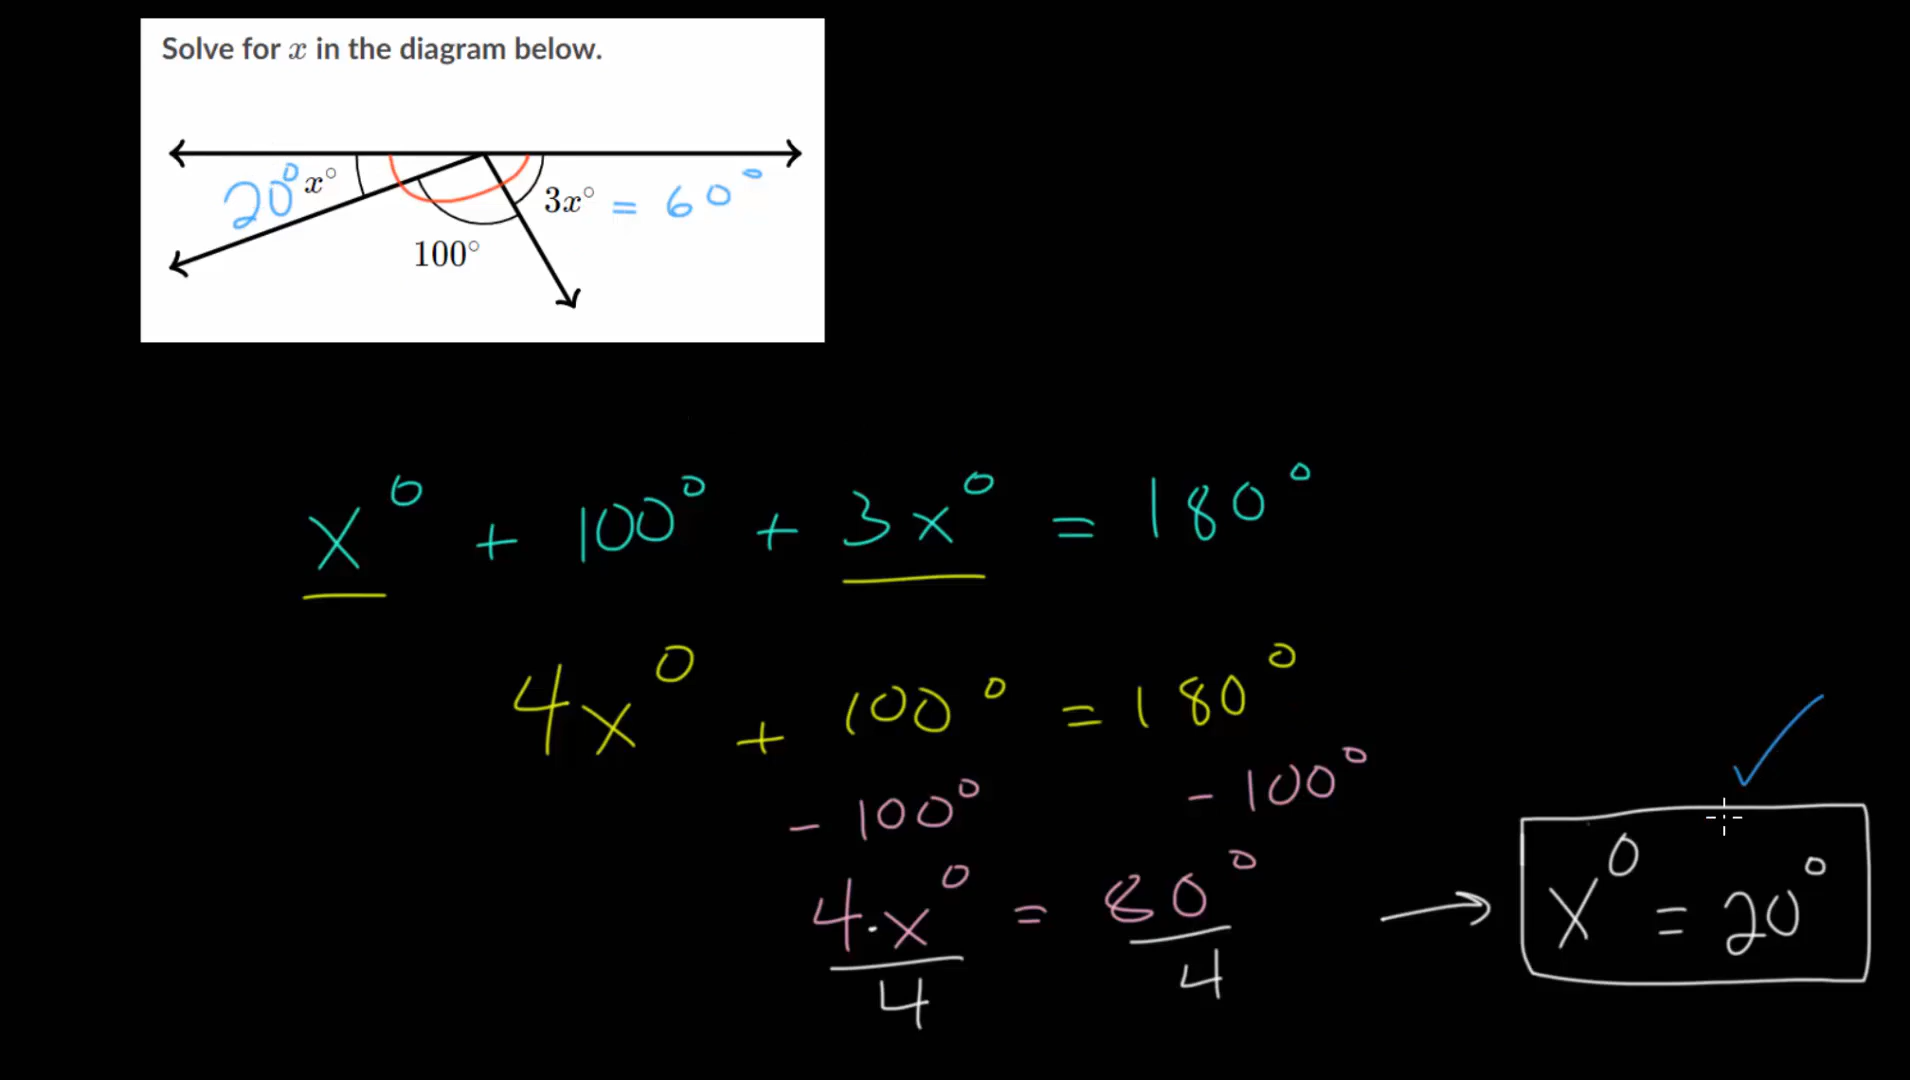 Solve for x in the diagram below.
20° x°
3x° = 60°
100°
x° + 100° + 3x° = 180°
4x° + 100° = 180°
- 100° - 100°
4·x° = 80° → x° = 20°
4 4